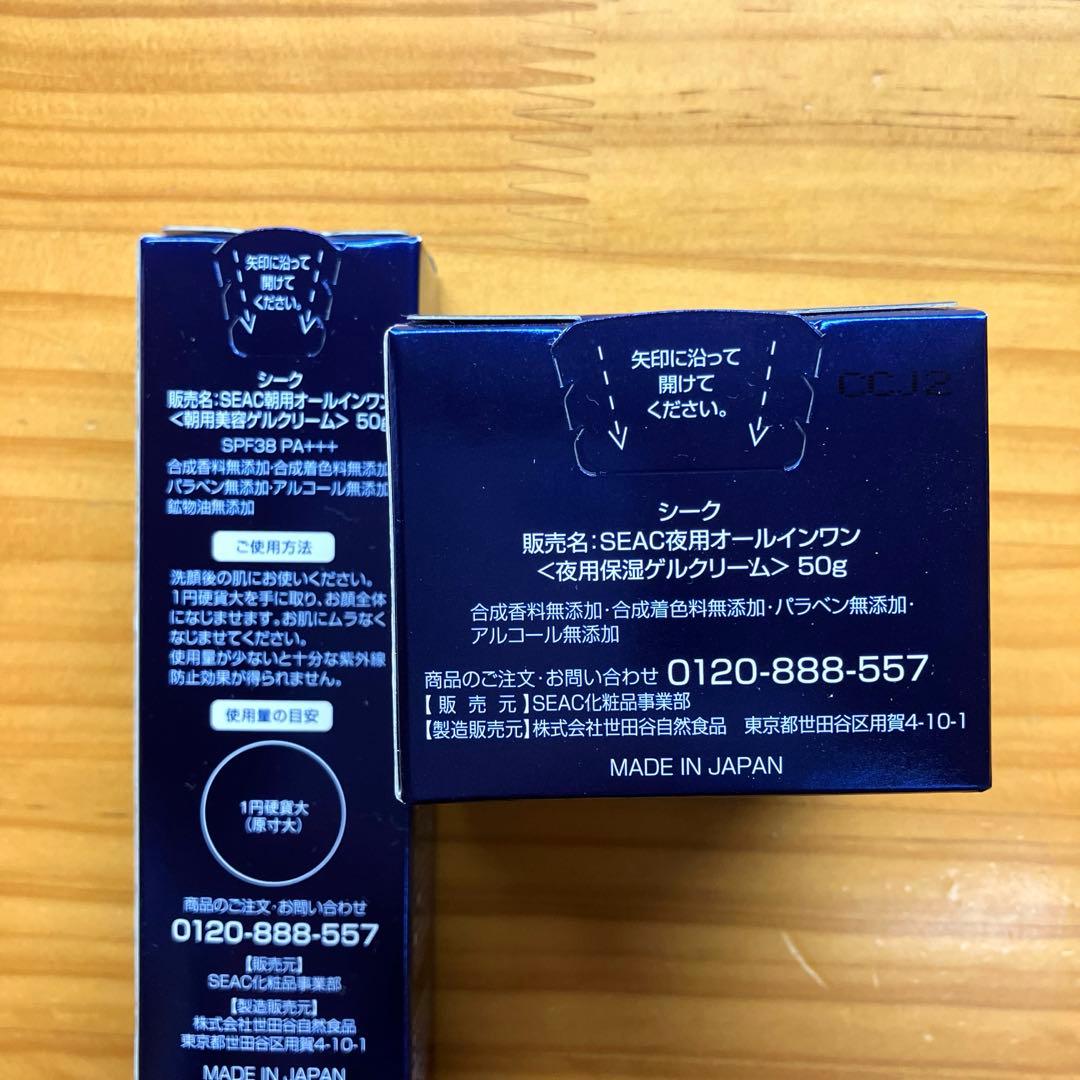 矢印に沿って
開けて
ください。
シーク
販売名:SEAC朝用オールインワン
<朝用美容ゲルクリーム> 50g
SPF38 PA+++
合成香料無添加・合成着色料無添加
パラベン無添加・アルコール無添加
鉱物油無添加
ご使用方法
洗顔後の肌にお使いください。
1円硬貨大を手に取り、お顔全体
になじませます。お肌にムラなく
なじませてください。
使用量が少ないと十分な紫外線
防止効果が得られません。
使用量の目安
1円硬貨大
(原寸大)
商品のご注文・お問い合わせ
0120-888-557
【販売元】
SEAC化粧品事業部
【製造販売元】
株式会社世田谷自然食品
東京都世田谷区用賀4-10-1
MADE IN JAPAN
矢印に沿って
開けて
ください。
CCJ2
シーク
販売名:SEAC夜用オールインワン
<夜用保湿ゲルクリーム> 50g
合成香料無添加・合成着色料無添加・パラベン無添加・
アルコール無添加
商品のご注文・お問い合わせ 0120-888-557
【販売元】SEAC化粧品事業部
【製造販売元】株式会社世田谷自然食品 東京都世田谷区用賀4-10-1
MADE IN JAPAN